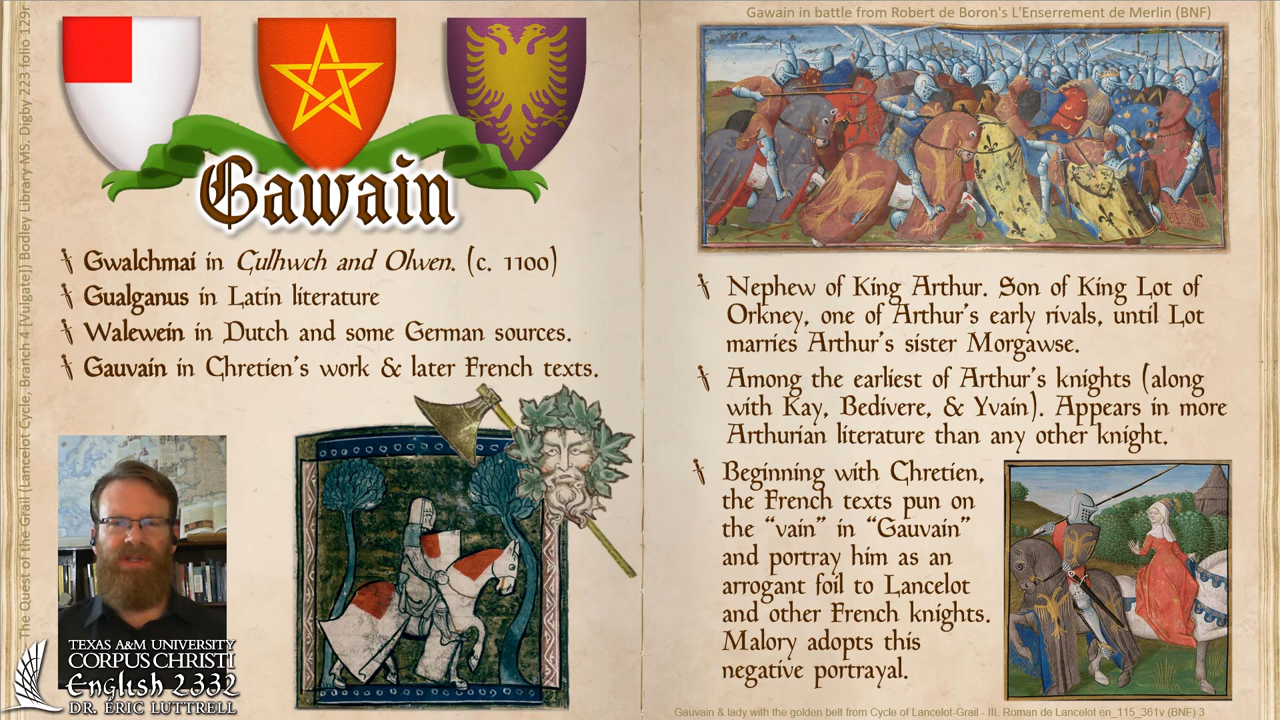 The Quest of the Grail (Lancelot Cycle, Branch 4 [Vulgate]) Bodley Library MS. Digby 223 folio 129r
Gawain
Gwalchmai in Culhwch and Olwen. (c. 1100)
Gualganus in Latin literature
Walewein in Dutch and some German sources.
Gauvain in Chretien's work & later French texts.
TEXAS A&M UNIVERSITY
CORPUS CHRISTI
English 2332
DR. ERIC LUTTRELL
Gawain in battle from Robert de Boron's L'Enserrement de Merlin (BNF)
Nephew of King Arthur. Son of King Lot of
Orkney, one of Arthur's early rivals, until Lot
marries Arthur's sister Morgawse.
Among the earliest of Arthur's knights (along
with Kay, Bedivere, & Yvain). Appears in more
Arthurian literature than any other knight.
Beginning with Chretien,
the French texts pun on
the "vain" in "Gauvain"
and portray him as an
arrogant foil to Lancelot
and other French knights.
Malory adopts this
negative portrayal.
Gauvain & lady with the golden belt from Cycle of Lancelot-Grail - III. Roman de Lancelot en_115_361v (BNF) 3